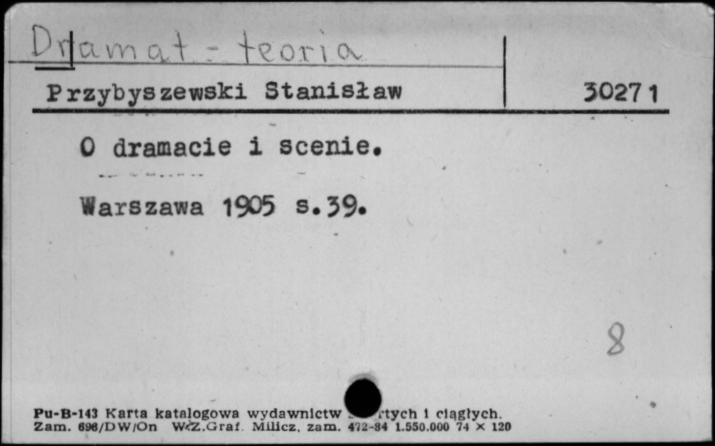 Dramat - teoria
Przybyszewski Stanisław 30271
O dramacie i scenie.
Warszawa 1905 s.39.
8
Pu-B-143 Karta katalogowa wydawnictw rtych i ciągłych.
Zam. 696/DW/On WZ.Graf. Milicz, zam. 472-84 1.550.000 74 × 120